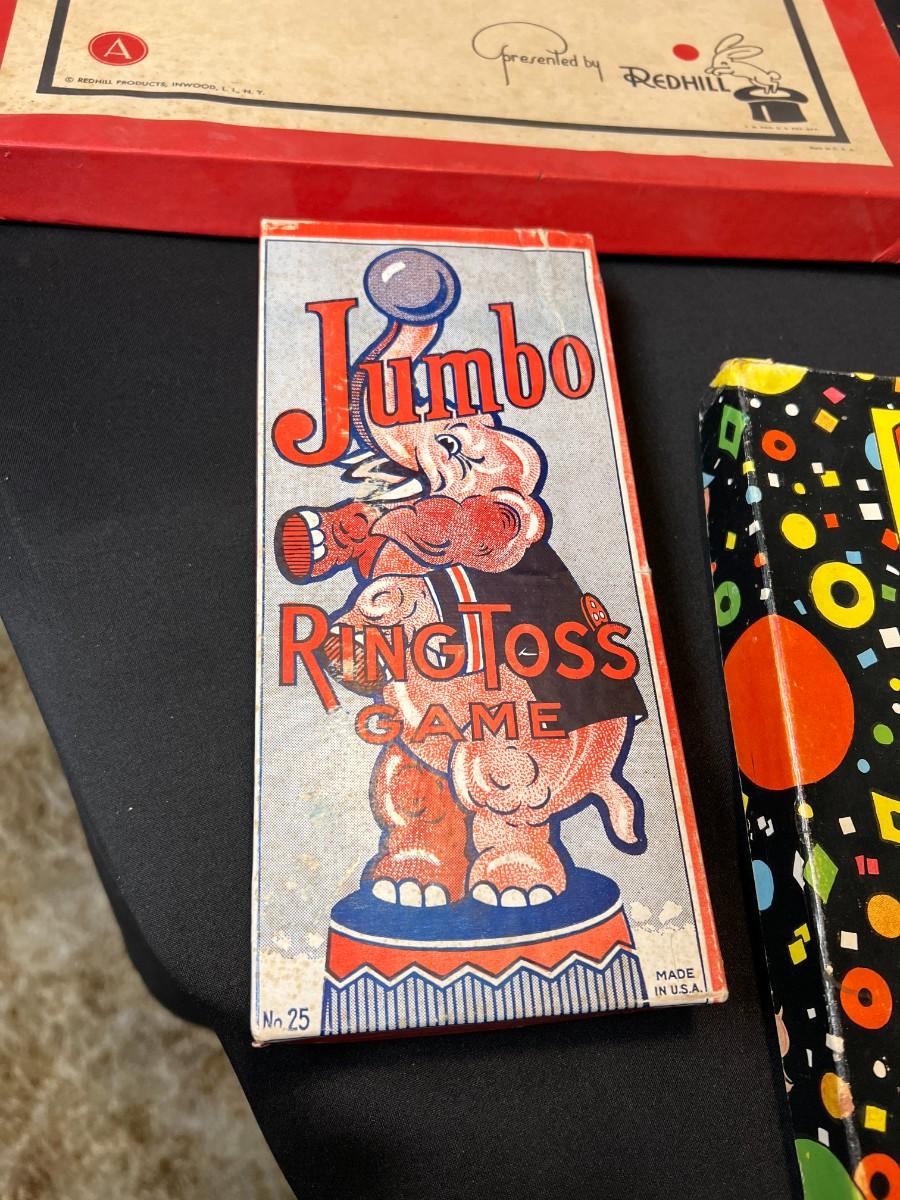 A
© REDHILL PRODUCTS, INWOOD, L. I., N. Y.
presented by
REDHILL
Jumbo
RING TOSS
GAME
MADE
IN U.S.A.
No. 25